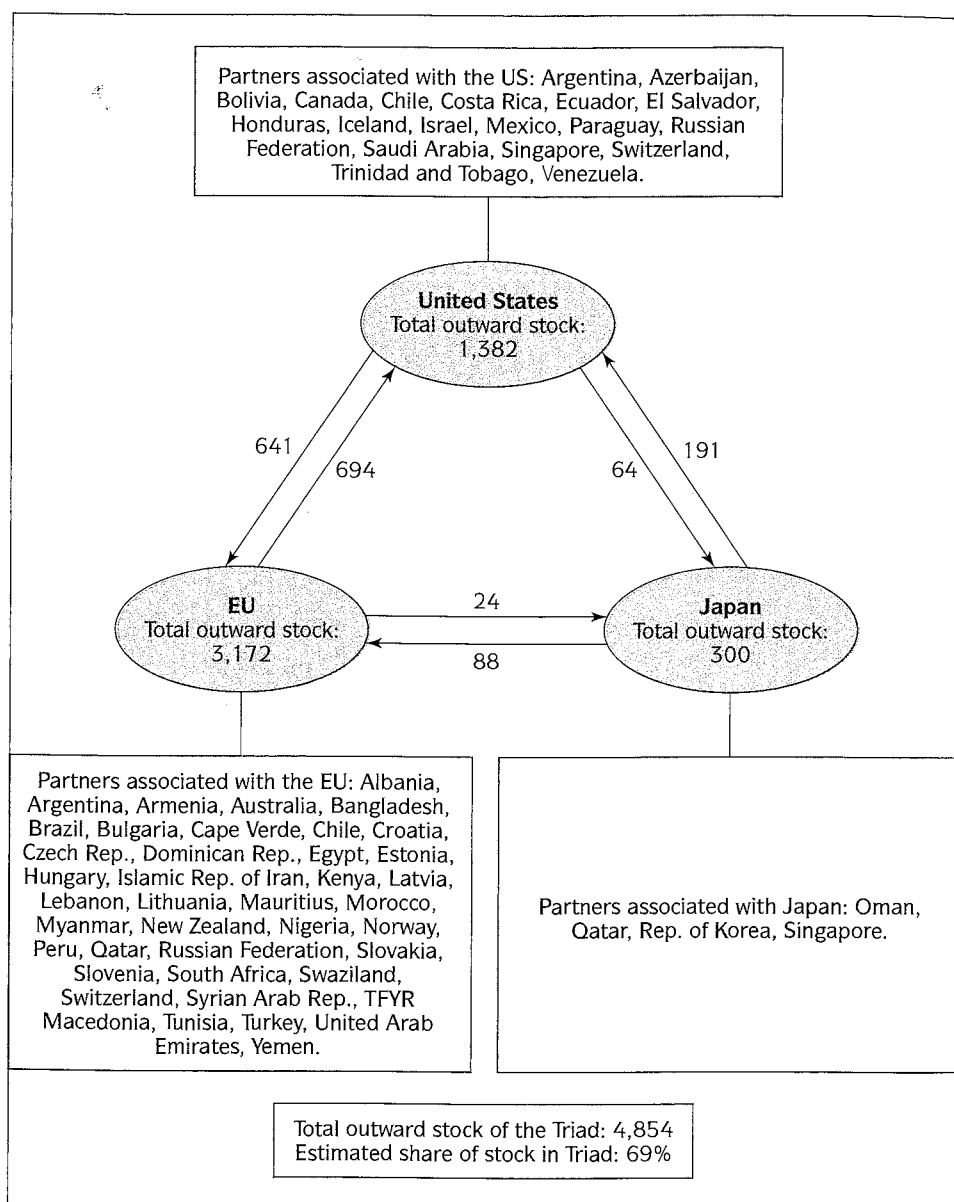 Partners associated with the US: Argentina, Azerbaijan,
Bolivia, Canada, Chile, Costa Rica, Ecuador, El Salvador,
Honduras, Iceland, Israel, Mexico, Paraguay, Russian
Federation, Saudi Arabia, Singapore, Switzerland,
Trinidad and Tobago, Venezuela.
United States
Total outward stock:
1,382
641
694
64
191
EU
Total outward stock:
3,172
24
88
Japan
Total outward stock:
300
Partners associated with the EU: Albania,
Argentina, Armenia, Australia, Bangladesh,
Brazil, Bulgaria, Cape Verde, Chile, Croatia,
Czech Rep., Dominican Rep., Egypt, Estonia,
Hungary, Islamic Rep. of Iran, Kenya, Latvia,
Lebanon, Lithuania, Mauritius, Morocco,
Myanmar, New Zealand, Nigeria, Norway,
Peru, Qatar, Russian Federation, Slovakia,
Slovenia, South Africa, Swaziland,
Switzerland, Syrian Arab Rep., TFYR
Macedonia, Tunisia, Turkey, United Arab
Emirates, Yemen.
Partners associated with Japan: Oman,
Qatar, Rep. of Korea, Singapore.
Total outward stock of the Triad: 4,854
Estimated share of stock in Triad: 69%